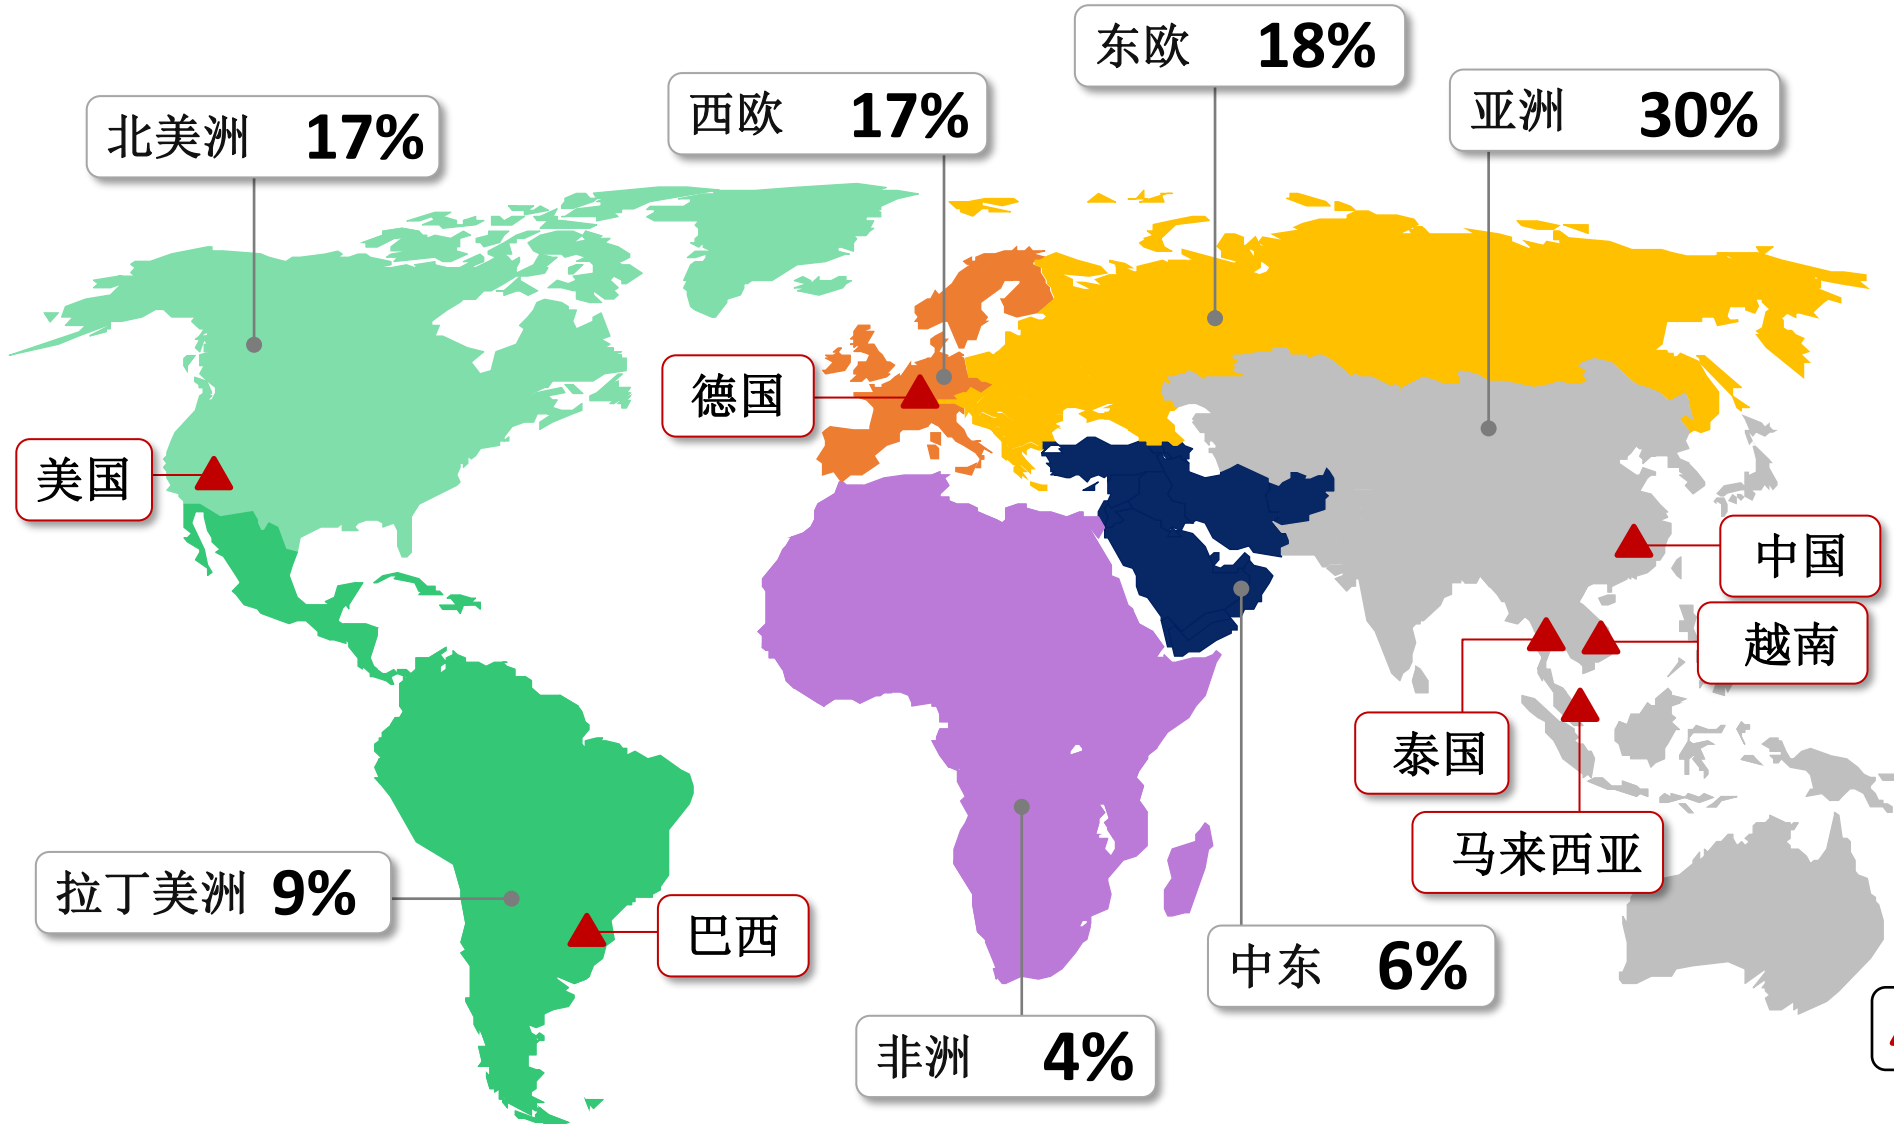 东欧 18%
西欧 17%
亚洲 30%
北美洲 17%
德国
美国
中国
越南
泰国
马来西亚
拉丁美洲 9%
巴西
中东 6%
非洲 4%